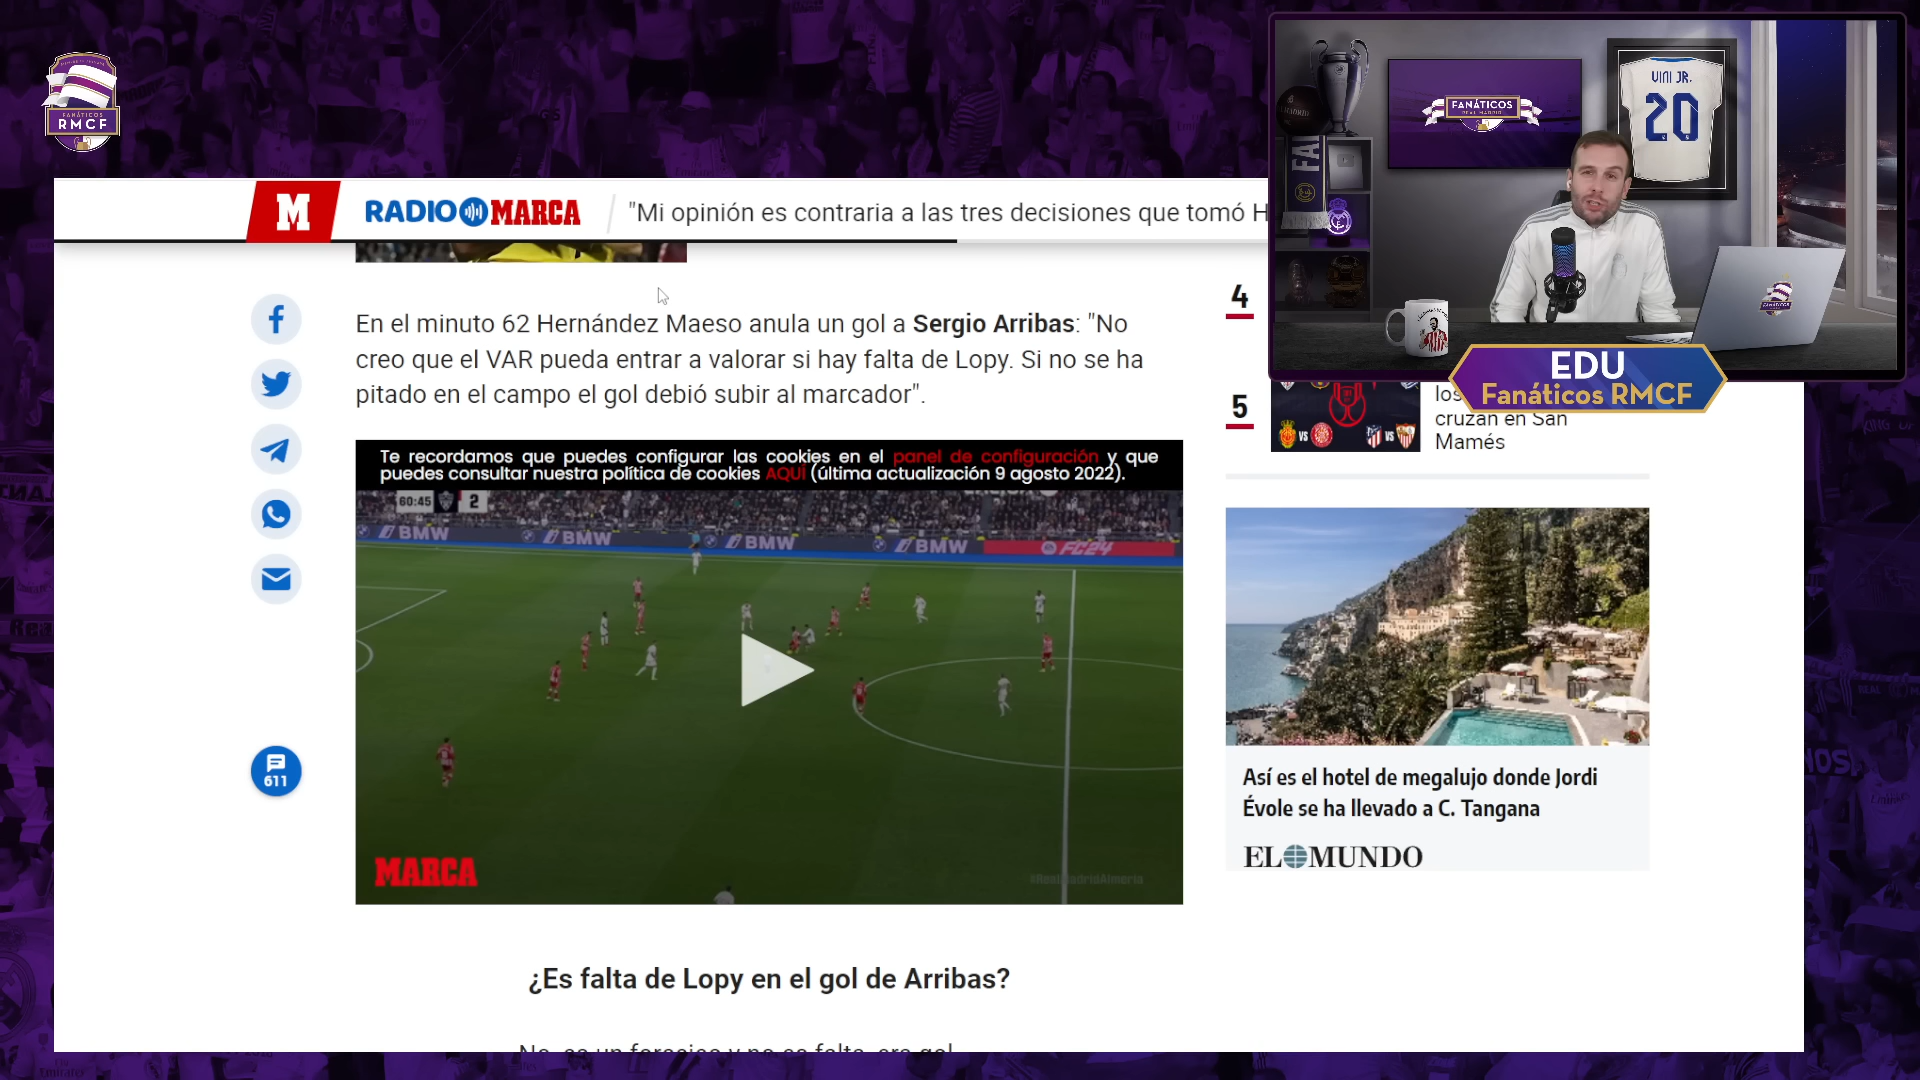 FANÁTICOS
RMCF
M
RADIO MARCA
"Mi opinión es contraria a las tres decisiones que tomó H
FANÁTICOS
REAL MADRID
VINI JR.
20
EDU
Fanáticos RMCF
En el minuto 62 Hernández Maeso anula un gol a Sergio Arribas: "No
creo que el VAR pueda entrar a valorar si hay falta de Lopy. Si no se ha
pitado en el campo el gol debió subir al marcador".
Te recordamos que puedes configurar las cookies en el panel de configuración y que
puedes consultar nuestra política de cookies AQUÍ (última actualización 9 agosto 2022).
60:45
2
BMW
BMW
BMW
BMW
FC24
MARCA
#RealMadridAlmeria
611
¿Es falta de Lopy en el gol de Arribas?
4
5
VS
VS
los
cruzan en San
Mamés
Así es el hotel de megalujo donde Jordi
Évole se ha llevado a C. Tangana
EL MUNDO